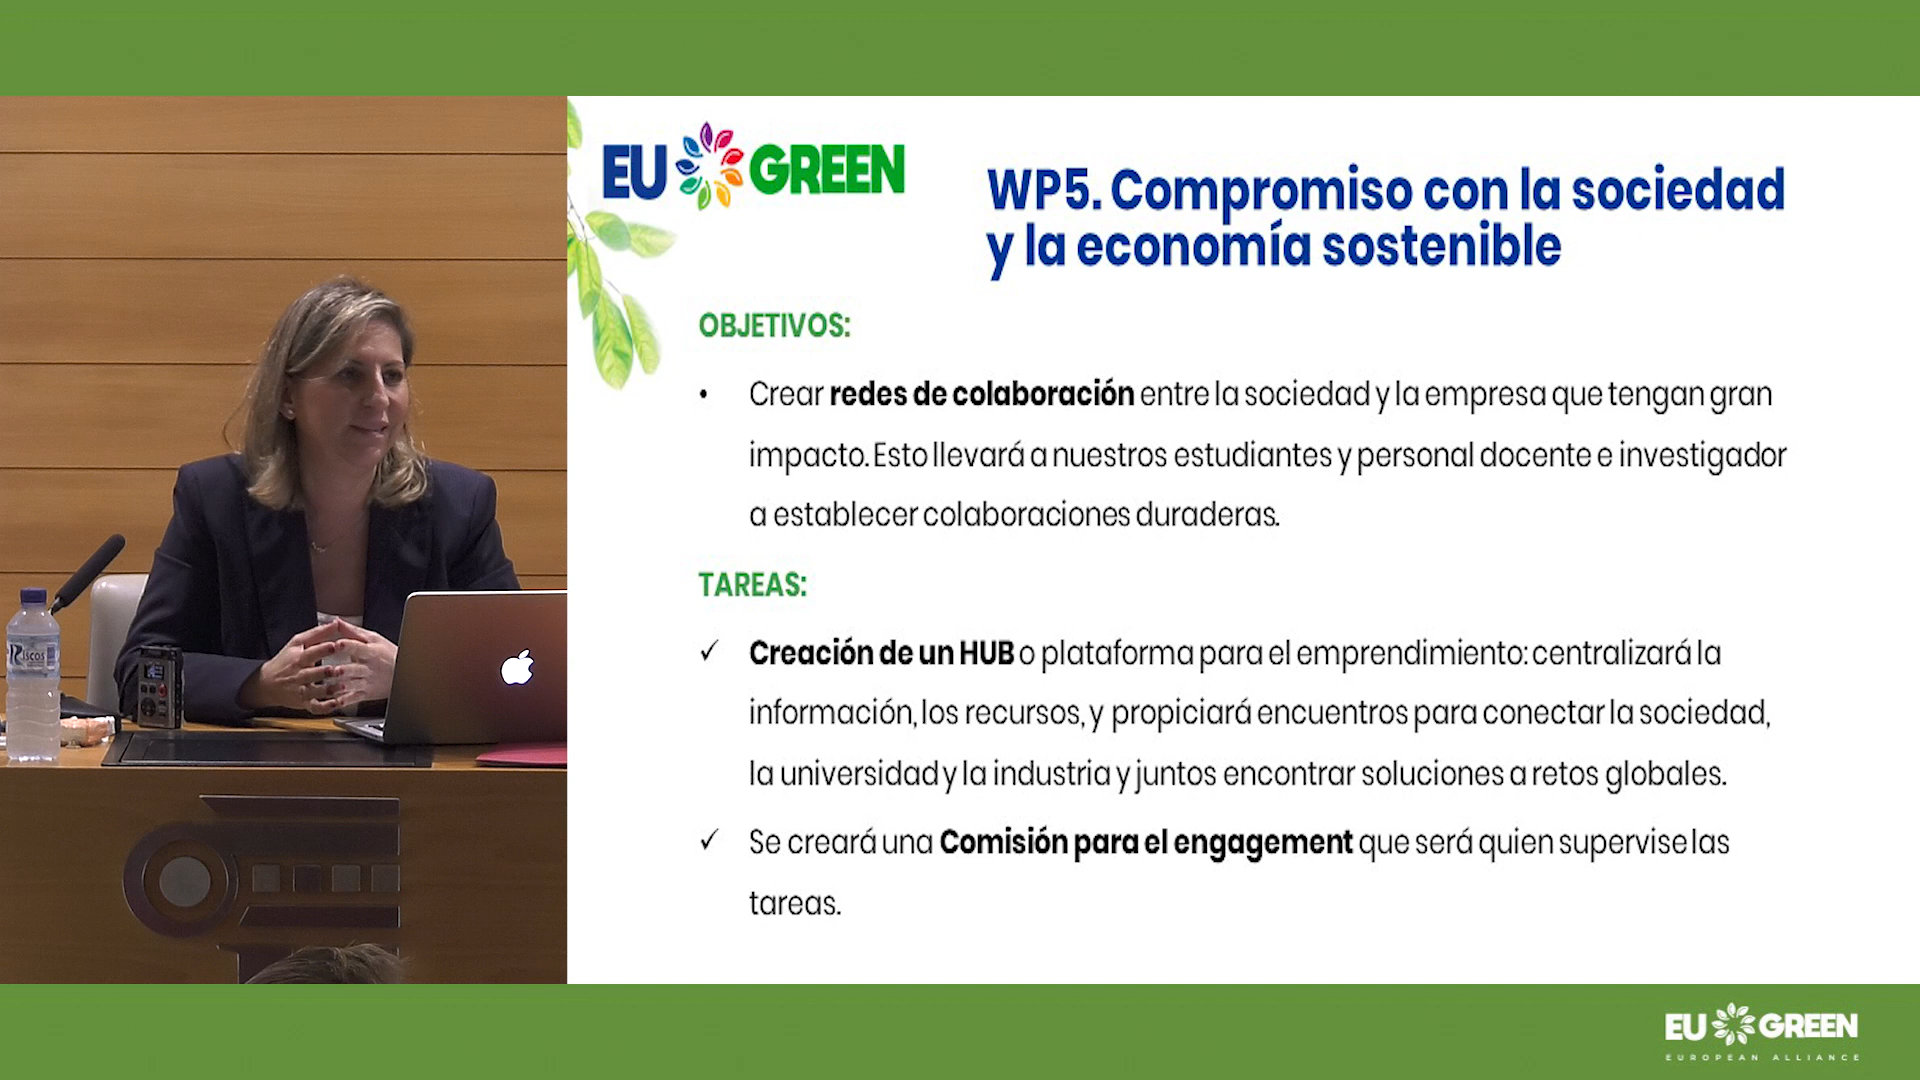 EU GREEN
WP5. Compromiso con la sociedad
y la economía sostenible
OBJETIVOS:
• Crear redes de colaboración entre la sociedad y la empresa que tengan gran
impacto. Esto llevará a nuestros estudiantes y personal docente e investigador
a establecer colaboraciones duraderas.
TAREAS:
✓ Creación de un HUB o plataforma para el emprendimiento: centralizará la
información, los recursos, y propiciará encuentros para conectar la sociedad,
la universidad y la industria y juntos encontrar soluciones a retos globales.
✓ Se creará una Comisión para el engagement que será quien supervise las
tareas.
EU GREEN
EUROPEAN ALLIANCE